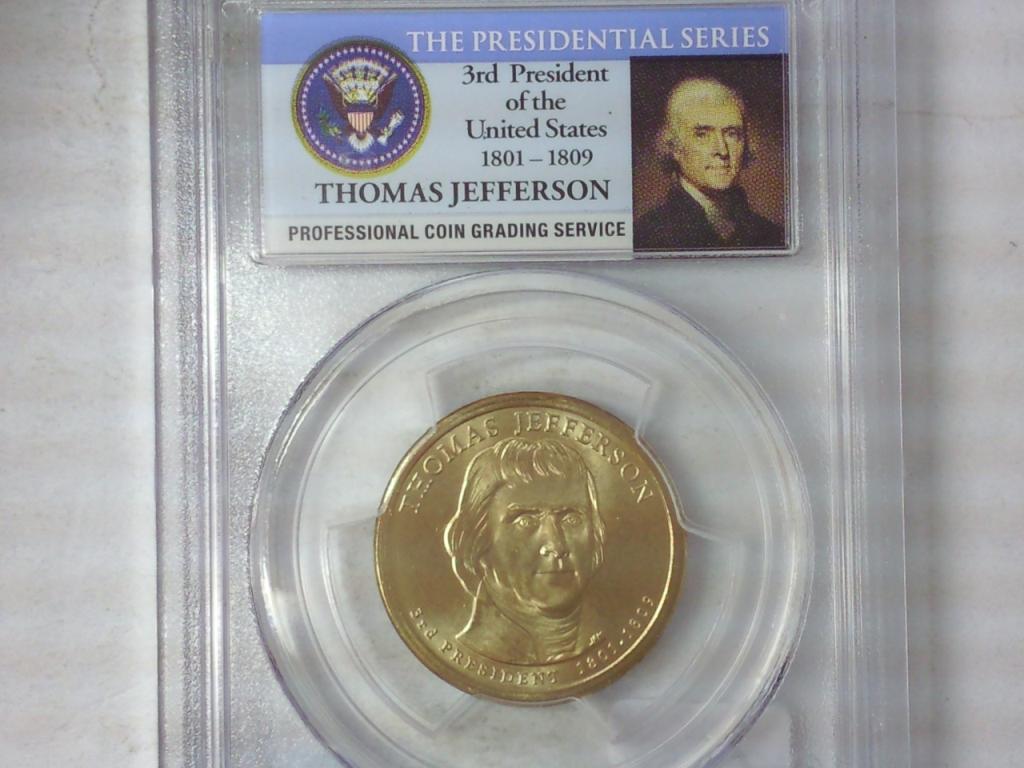 THE PRESIDENTIAL SERIES
3rd President
of the
United States
1801 – 1809
THOMAS JEFFERSON
PROFESSIONAL COIN GRADING SERVICE
THOMAS JEFFERSON
3rd PRESIDENT 1801-1809